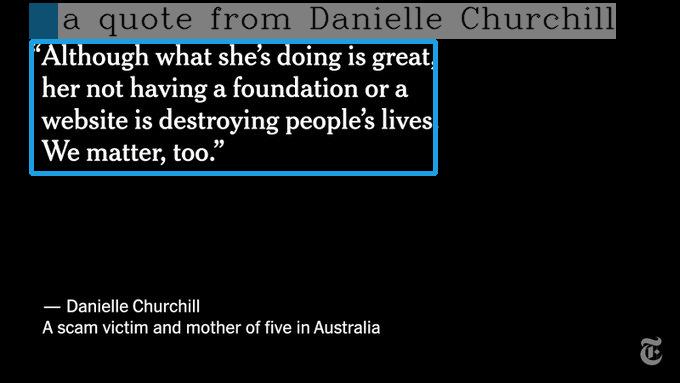 a quote from Danielle Churchill
“Although what she’s doing is great,
her not having a foundation or a
website is destroying people’s lives.
We matter, too.”
— Danielle Churchill
A scam victim and mother of five in Australia
T